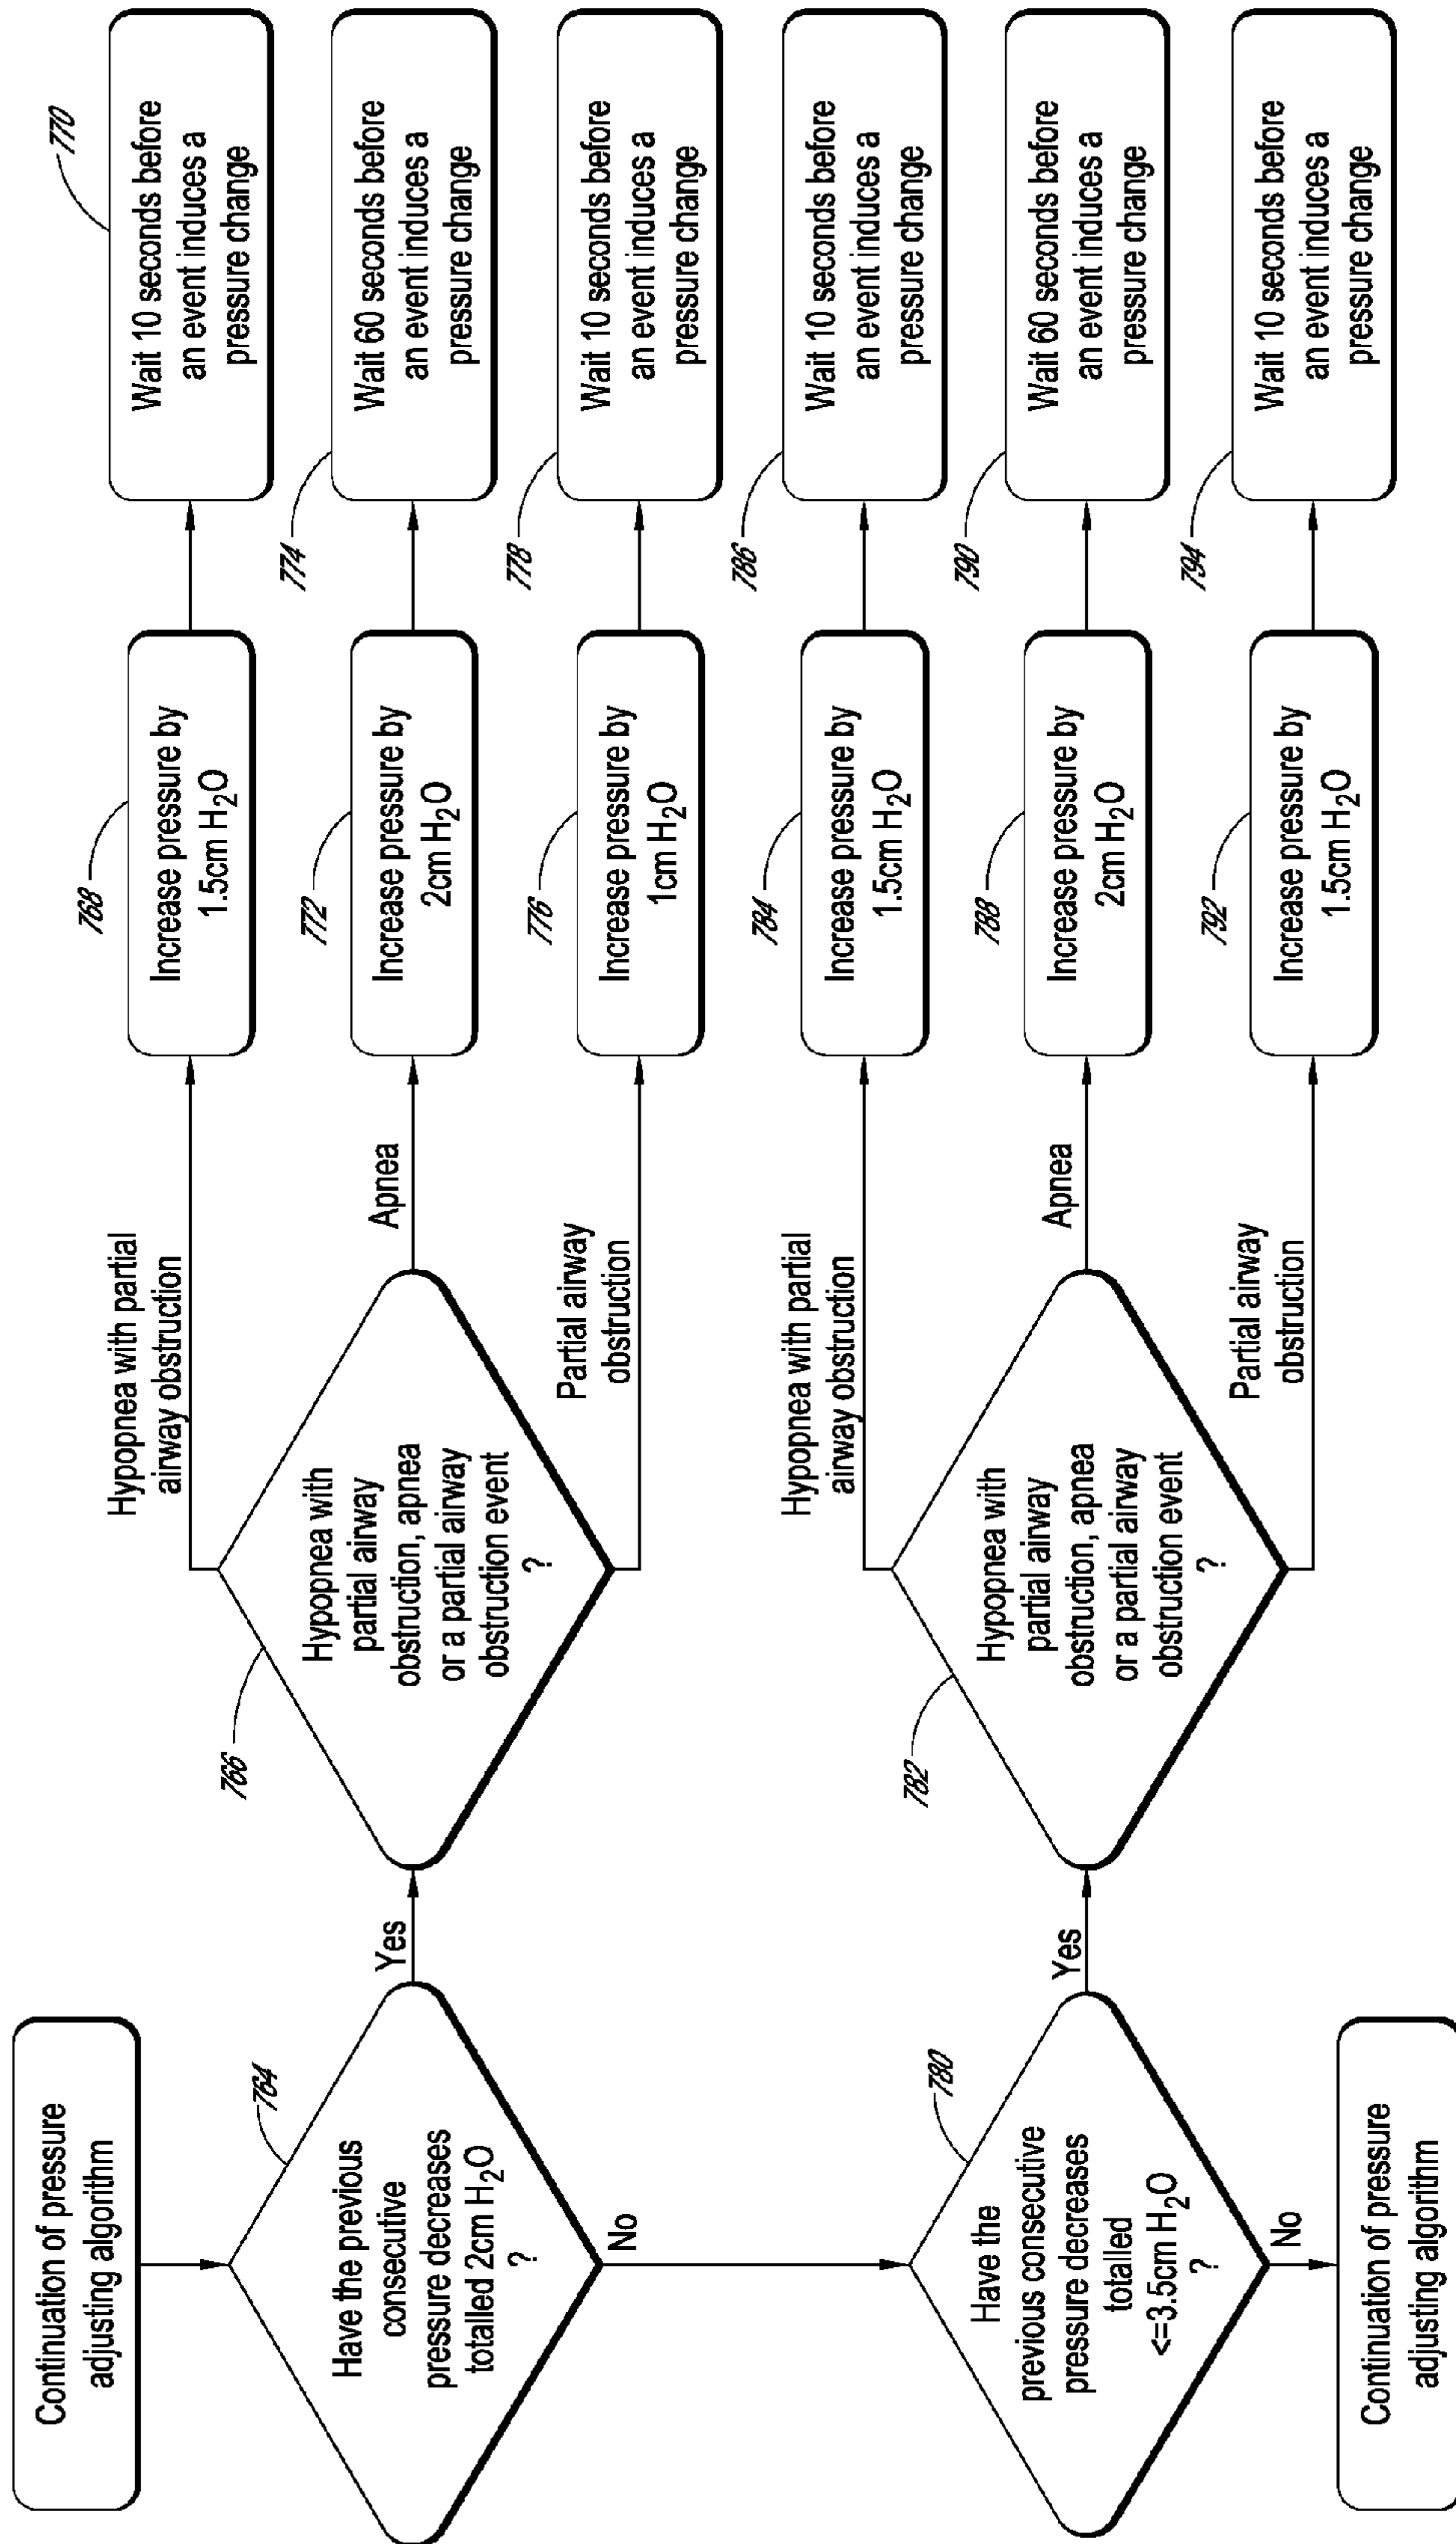 Continuation of pressure
adjusting algorithm
764
Have the previous
consecutive
pressure decreases
totalled 2cm H₂O
?
Yes
No
766
Hypopnea with
partial airway
obstruction, apnea
or a partial airway
obstruction event
?
Hypopnea with partial
airway obstruction
768
Increase pressure by
1.5cm H₂O
770
Wait 10 seconds before
an event induces a
pressure change
Apnea
772
Increase pressure by
2cm H₂O
774
Wait 60 seconds before
an event induces a
pressure change
Partial airway
obstruction
776
Increase pressure by
1cm H₂O
778
Wait 10 seconds before
an event induces a
pressure change
780
Have the
previous consecutive
pressure decreases
totalled
<=3.5cm H₂O
?
Yes
No
782
Hypopnea with
partial airway
obstruction, apnea
or a partial airway
obstruction event
?
Hypopnea with partial
airway obstruction
784
Increase pressure by
1.5cm H₂O
786
Wait 10 seconds before
an event induces a
pressure change
Apnea
788
Increase pressure by
2cm H₂O
790
Wait 60 seconds before
an event induces a
pressure change
Partial airway
obstruction
792
Increase pressure by
1.5cm H₂O
794
Wait 10 seconds before
an event induces a
pressure change
Continuation of pressure
adjusting algorithm